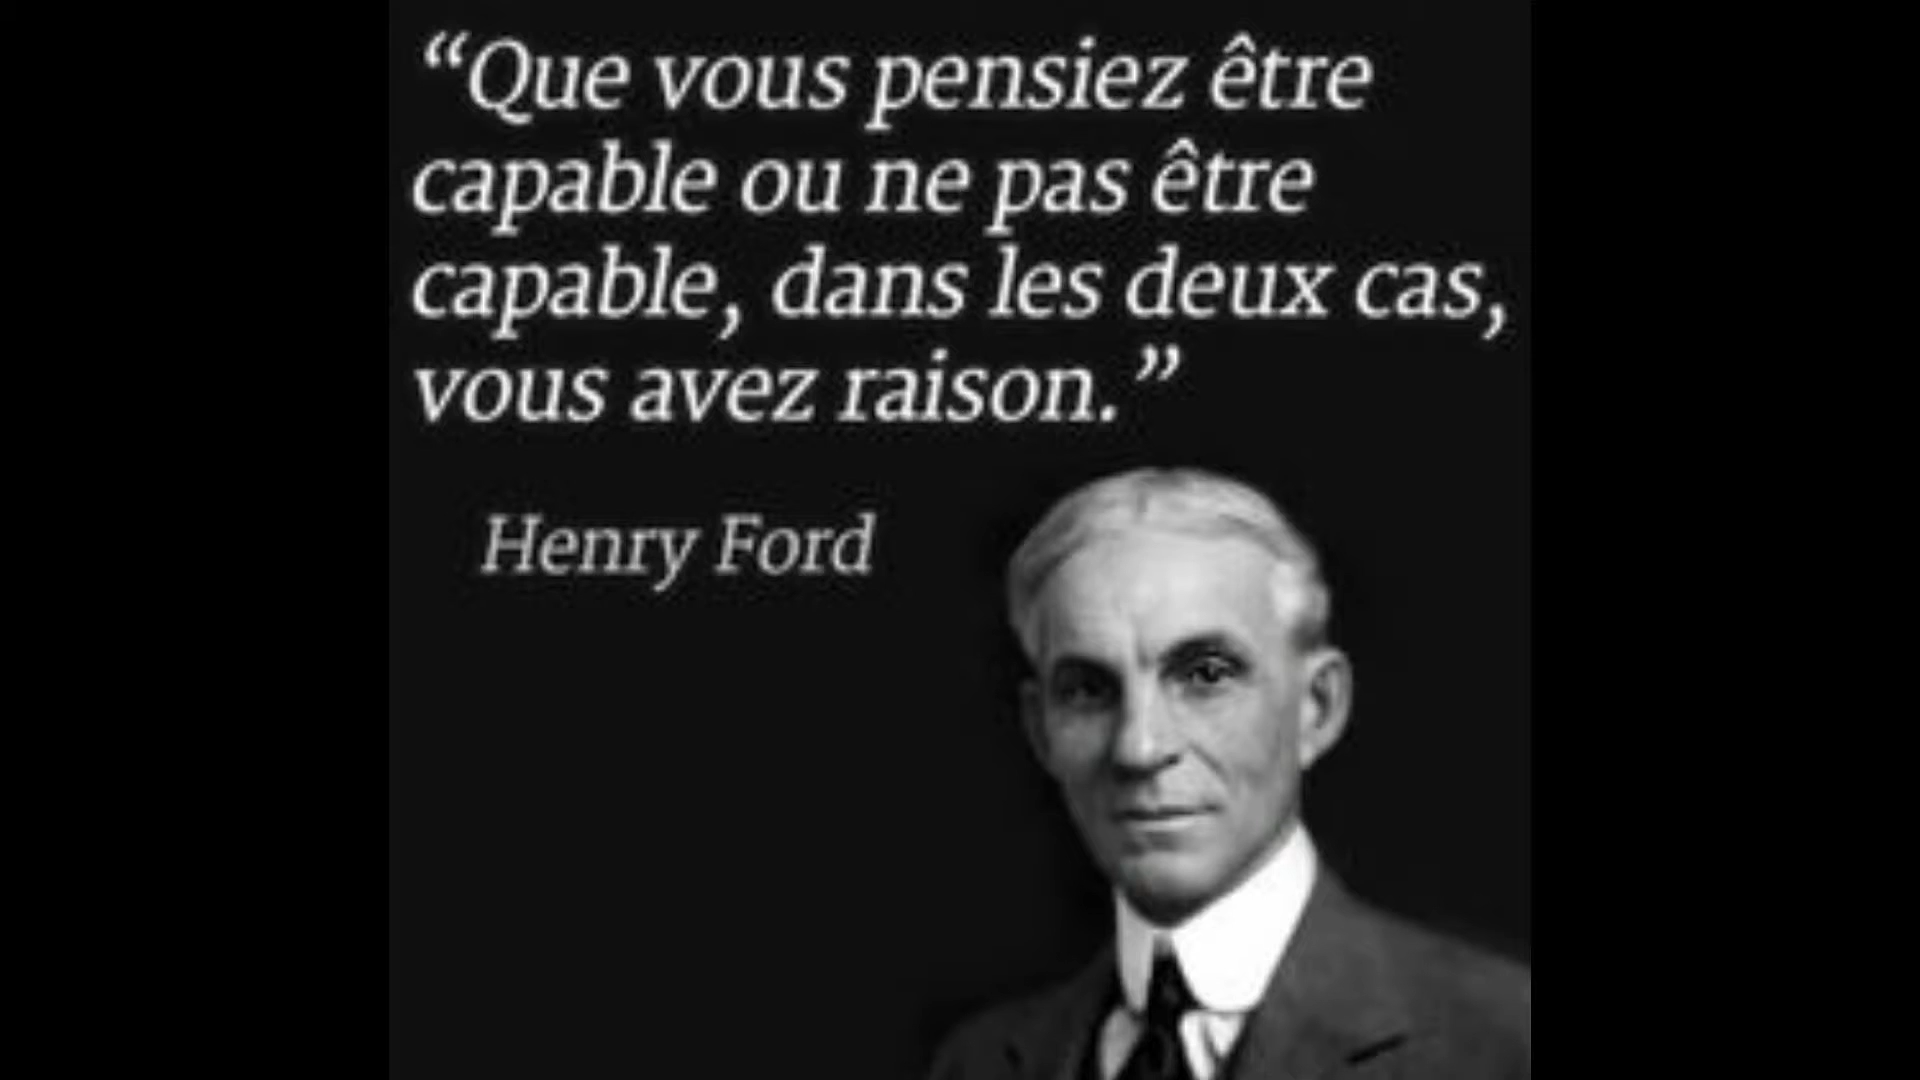 “Que vous pensiez être
capable ou ne pas être
capable, dans les deux cas,
vous avez raison.”
Henry Ford